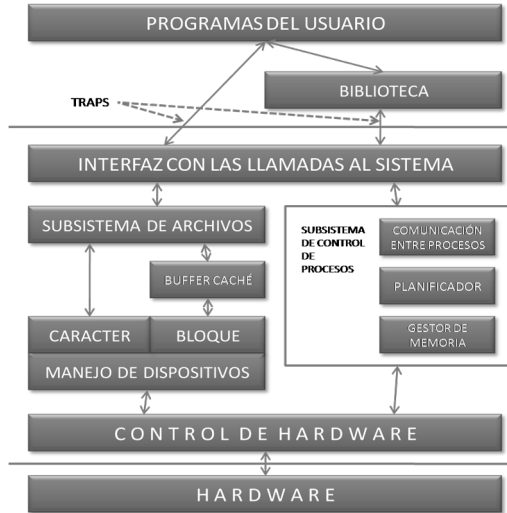 PROGRAMAS DEL USUARIO
BIBLIOTECA
TRAPS
INTERFAZ CON LAS LLAMADAS AL SISTEMA
SUBSISTEMA DE ARCHIVOS
BUFFER CACHÉ
CARACTER
BLOQUE
MANEJO DE DISPOSITIVOS
SUBSISTEMA
DE CONTROL
DE
PROCESOS
COMUNICACIÓN
ENTRE PROCESOS
PLANIFICADOR
GESTOR DE
MEMORIA
CONTROL DE HARDWARE
HARDWARE